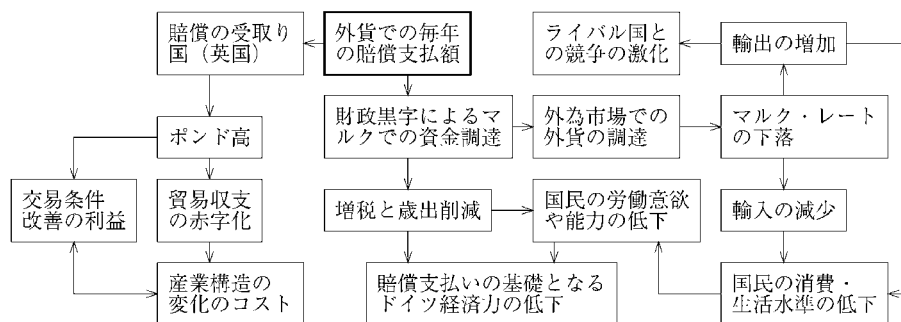 賠償の受取り
国（英国）
外貨での毎年
の賠償支払額
ライバル国と
の競争の激化
輸出の増加
ポンド高
財政黒字によるマ
ルクでの資金調達
外為市場での
外貨の調達
マルク・レート
の下落
交易条件
改善の利益
貿易収支
の赤字化
増税と歳出削減
国民の労働意欲
や能力の低下
輸入の減少
産業構造の
変化のコスト
賠償支払いの基礎となる
ドイツ経済力の低下
国民の消費・
生活水準の低下